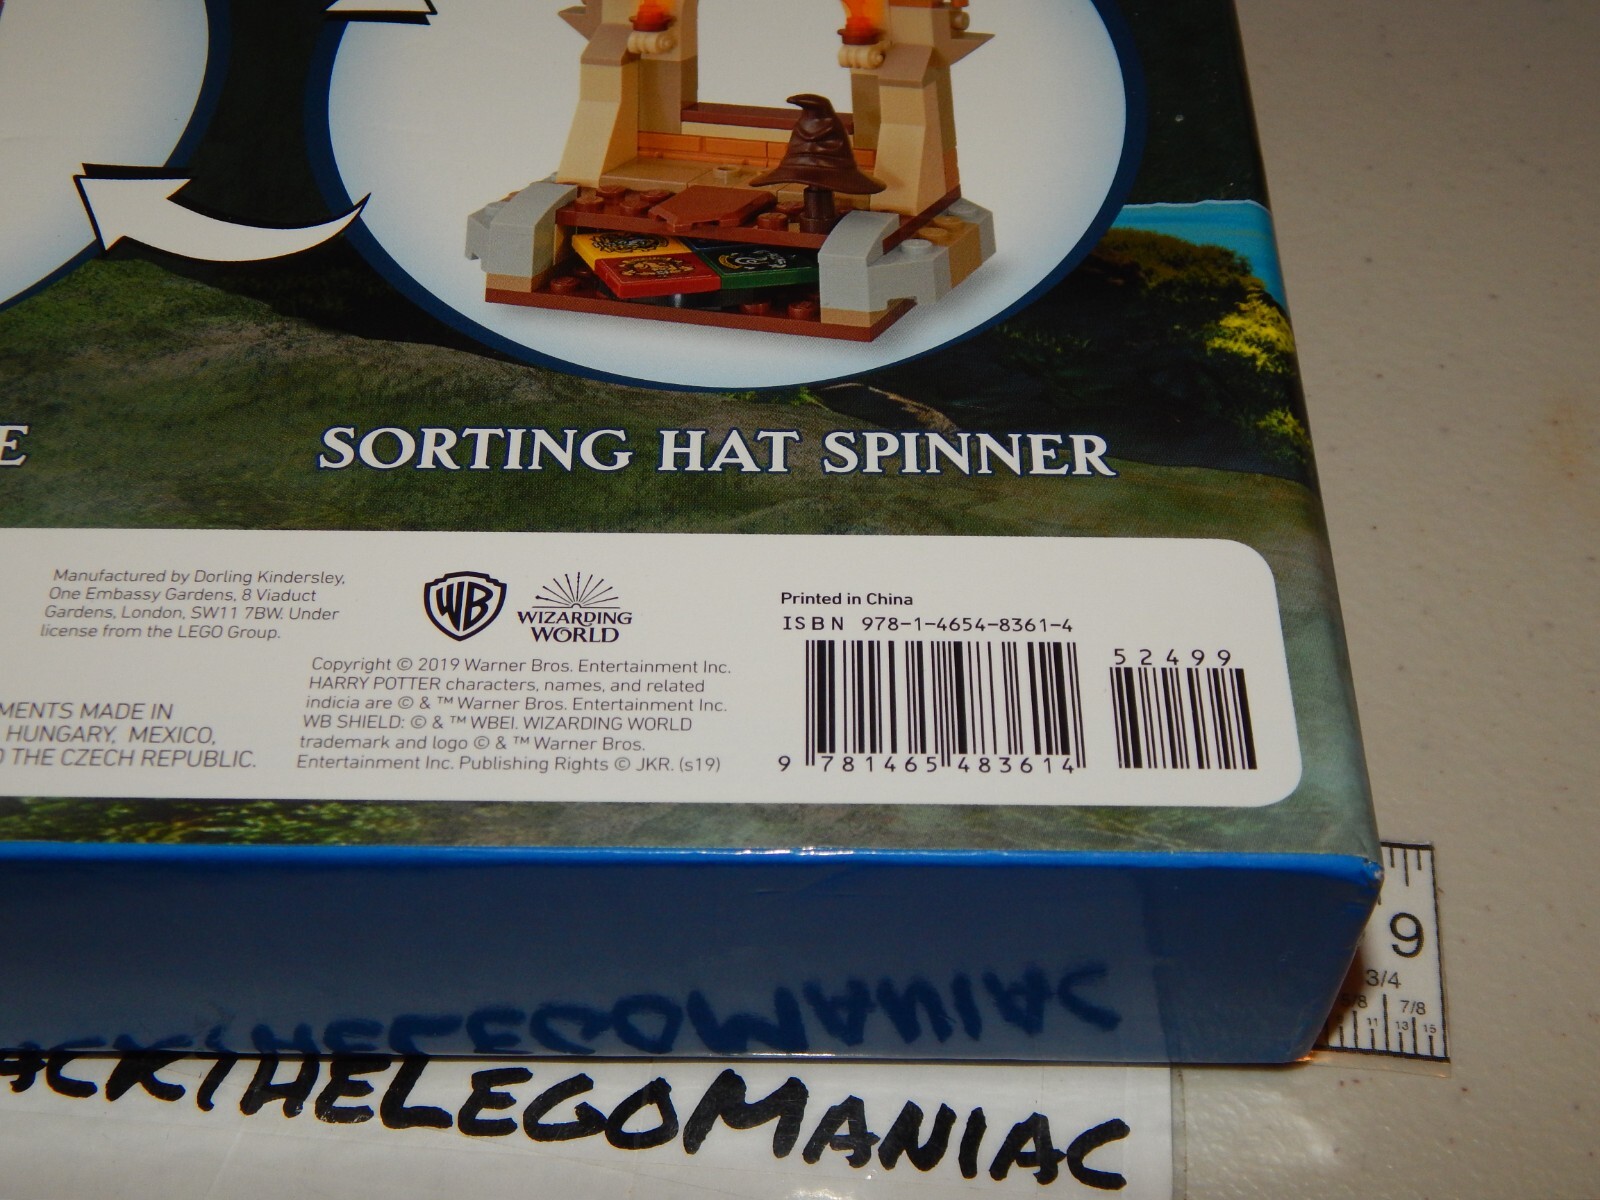 E
SORTING HAT SPINNER
Manufactured by Dorling Kindersley,
One Embassy Gardens, 8 Viaduct
Gardens, London, SW11 7BW. Under
license from the LEGO Group.
MENTS MADE IN
HUNGARY, MEXICO,
THE CZECH REPUBLIC.
WB
WIZARDING
WORLD
Copyright © 2019 Warner Bros. Entertainment Inc.
HARRY POTTER characters, names, and related
indicia are © & ™ Warner Bros. Entertainment Inc.
WB SHIELD: © & ™ WBEI. WIZARDING WORLD
trademark and logo © & ™ Warner Bros.
Entertainment Inc. Publishing Rights © JKR. (s19)
Printed in China
ISBN 978-1-4654-8361-4
52499
9 781465 483614
9
3/4
5/8 7/8
11 13 15
ACKTHELEGOMANIAC